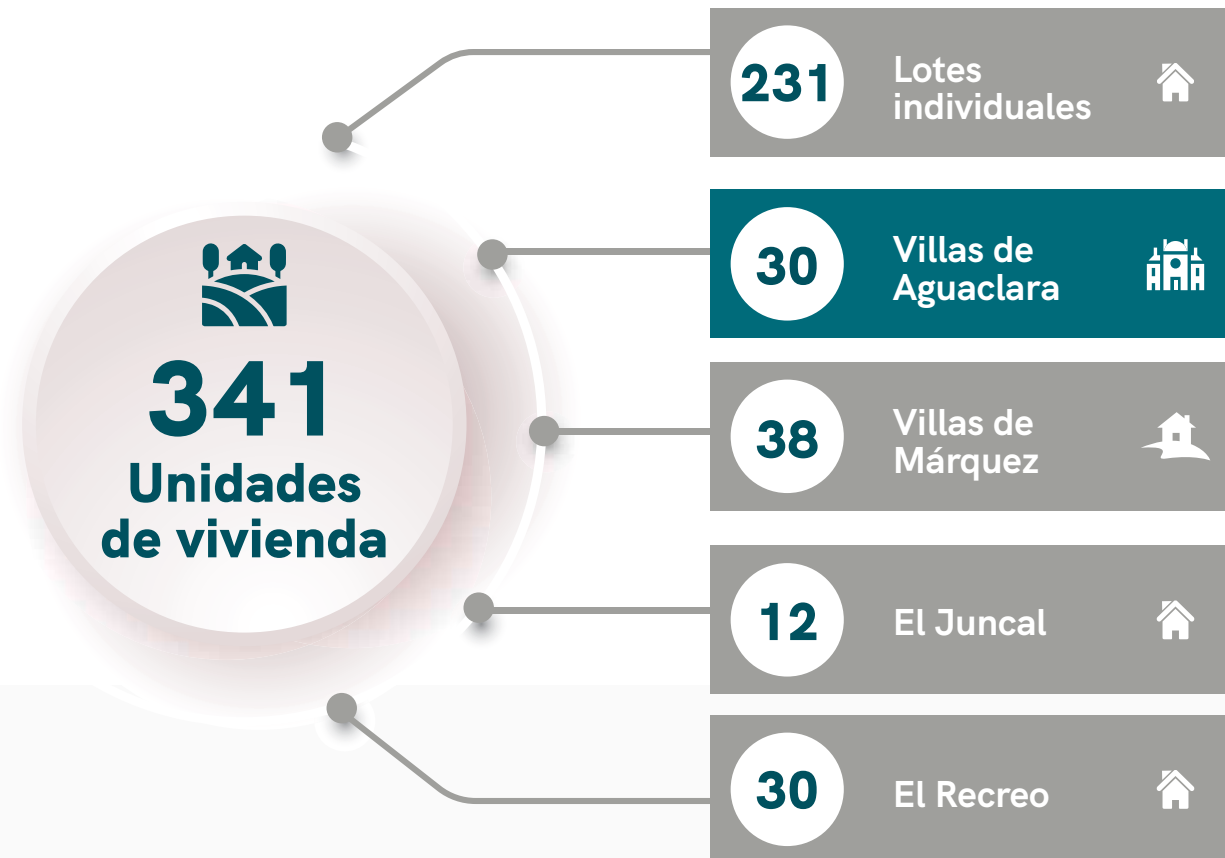 341
Unidades
de vivienda
231
Lotes
individuales
30
Villas de
Aguaclara
38
Villas de
Márquez
12
El Juncal
30
El Recreo